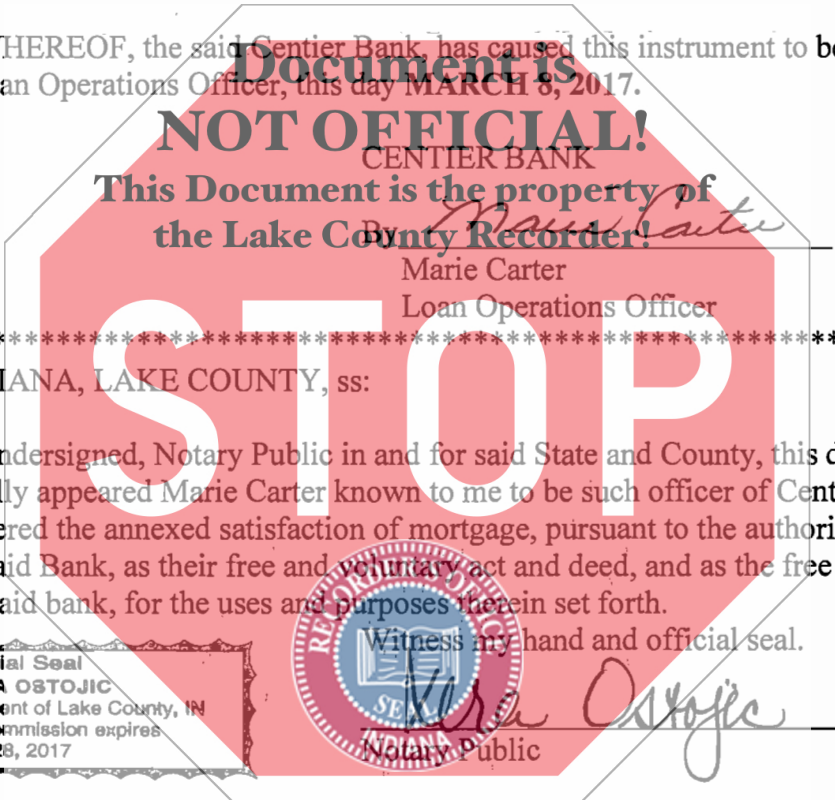 HEREOF, the said Centier Bank, has caused this instrument to b
an Operations Officer, this day MARCH 8, 2017.
Document is
NOT OFFICIAL!
This Document is the property of
the Lake County Recorder!
CENTIER BANK
By Marie Carter
Marie Carter
Loan Operations Officer
STOP
IANA, LAKE COUNTY, ss:
ndersigned, Notary Public in and for said State and County, this d
lly appeared Marie Carter known to me to be such officer of Cent
ered the annexed satisfaction of mortgage, pursuant to the authori
aid Bank, as their free and voluntary act and deed, and as the free
aid bank, for the uses and purposes therein set forth.
Witness my hand and official seal.
ial Seal
A OSTOJIC
ent of Lake County, IN
mmission expires
8, 2017
RECORDER'S OFFICE
SEAL
INDIANA
Ostojic
Notary Public